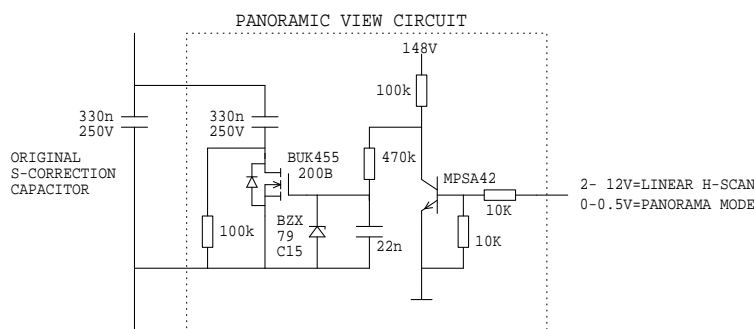 PANORAMIC VIEW CIRCUIT
148V
100k
330n
250V
330n
250V
ORIGINAL
S-CORRECTION
CAPACITOR
BUK455
200B
470k
MPSA42
2- 12V=LINEAR H-SCAN
0-0.5V=PANORAMA MODE
10K
100k
BZX
79
C15
22n
10K